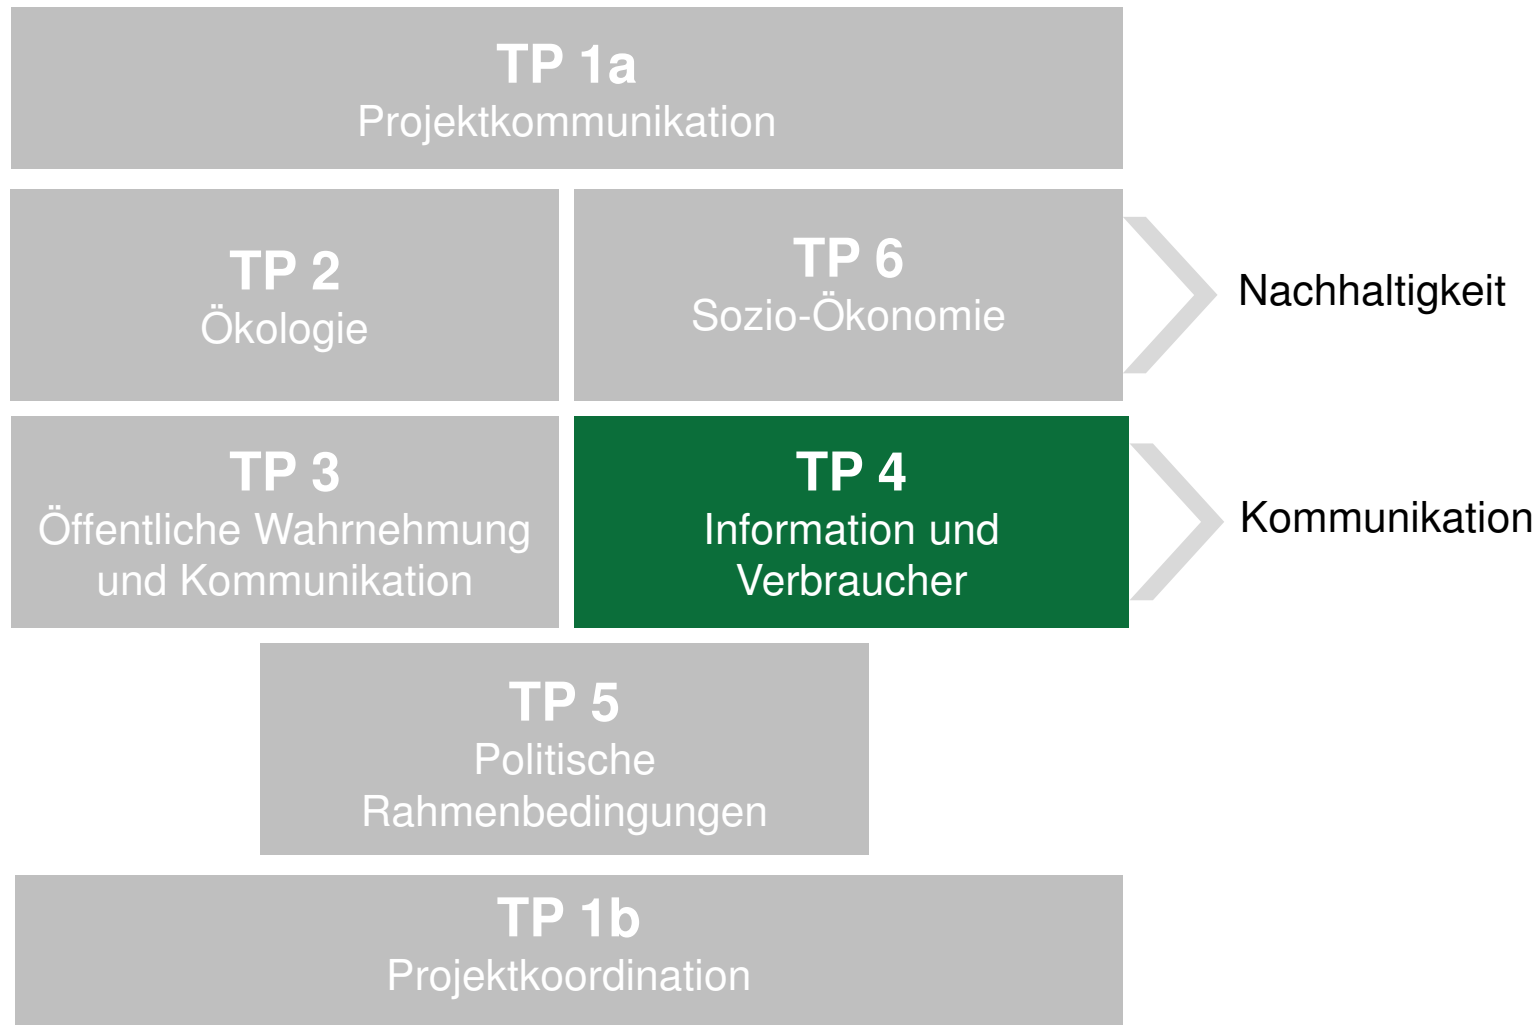 TP 1a
Projektkommunikation
TP 2
Ökologie
TP 6
Sozio-Ökonomie
Nachhaltigkeit
TP 3
Öffentliche Wahrnehmung
und Kommunikation
TP 4
Information und
Verbraucher
Kommunikation
TP 5
Politische
Rahmenbedingungen
TP 1b
Projektkoordination